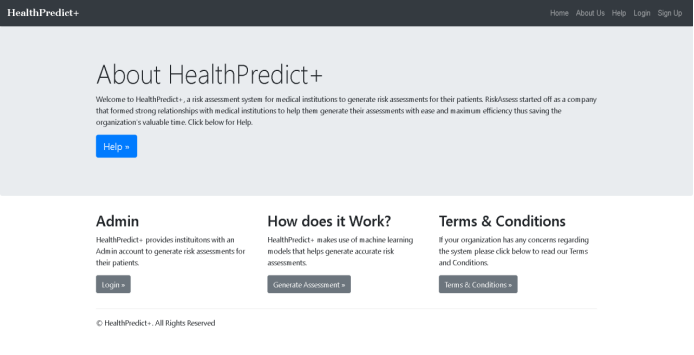 HealthPredict+
Home About Us Help Login Sign Up
About HealthPredict+
Welcome to HealthPredict+, a risk assessment system for medical institutions to generate risk assessments for their patients. RiskAssess started off as a company
that formed strong relationships with medical institutions to help them generate their assessments with ease and maximum efficiency thus saving the
organization's valuable time. Click below for Help.
Help »
Admin
HealthPredict+ provides instituitons with an
Admin account to generate risk assessments for
their patients.
Login »
How does it Work?
HealthPredict+ makes use of machine learning
models that helps generate accurate risk
assessments.
Generate Assessment »
Terms & Conditions
If your organization has any concerns regarding
the system please click below to read our Terms
and Conditions.
Terms & Conditions »
© HealthPredict+. All Rights Reserved